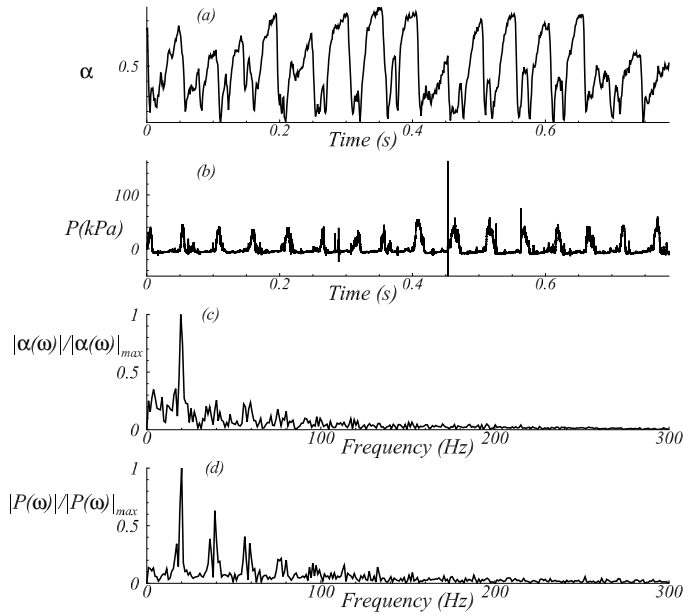 (a)
α
0.5
0 0.2 0.4 0.6
Time (s)
(b)
100
P(kPa)
0
0 0.2 0.4 0.6
Time (s)
(c)
1
|α(ω)|/|α(ω)|max
0.5
0
0 100 200 300
Frequency (Hz)
(d)
1
|P(ω)|/|P(ω)|max
0.5
0
0 100 200 300
Frequency (Hz)